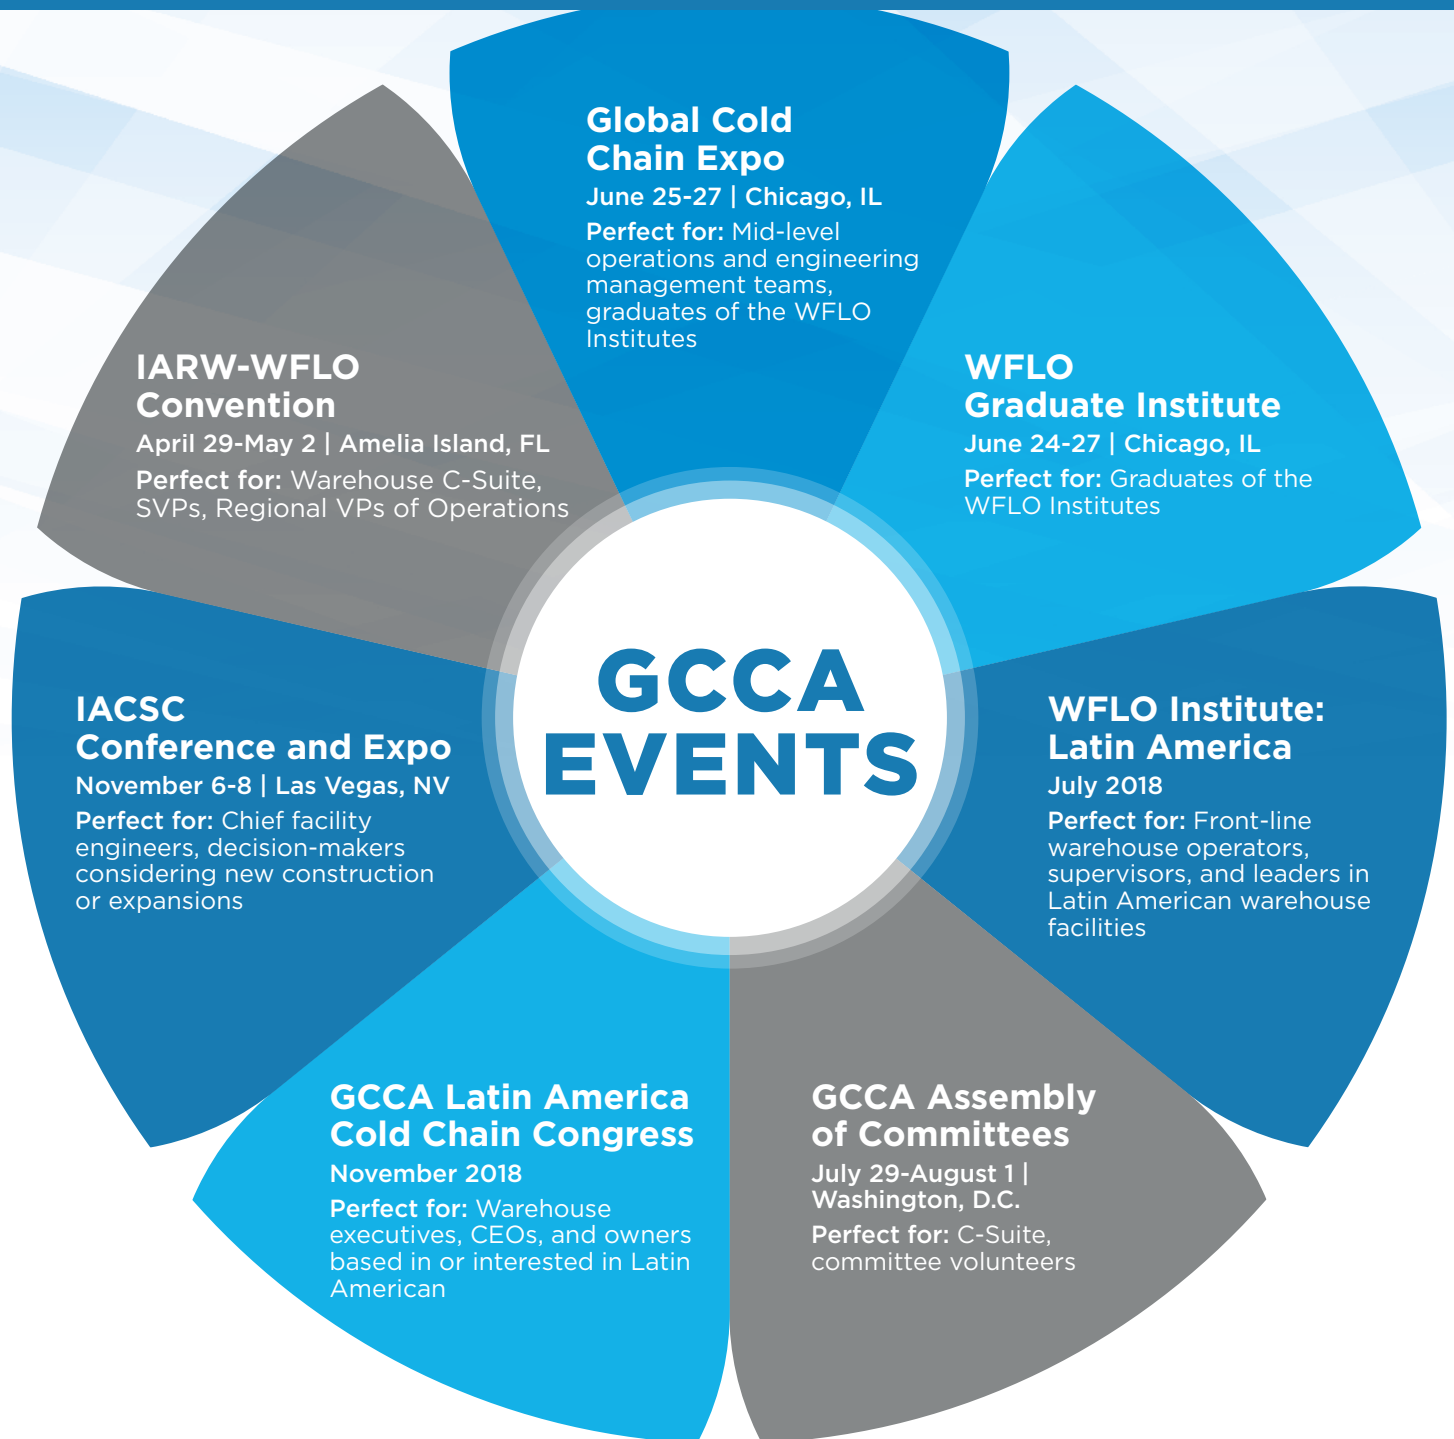 Global Cold
Chain Expo
June 25-27 | Chicago, IL
Perfect for: Mid-level
operations and engineering
management teams,
graduates of the WFLO
Institutes
WFLO
Graduate Institute
June 24-27 | Chicago, IL
Perfect for: Graduates of the
WFLO Institutes
WFLO Institute:
Latin America
July 2018
Perfect for: Front-line
warehouse operators,
supervisors, and leaders in
Latin American warehouse
facilities
GCCA Assembly
of Committees
July 29-August 1 |
Washington, D.C.
Perfect for: C-Suite,
committee volunteers
GCCA Latin America
Cold Chain Congress
November 2018
Perfect for: Warehouse
executives, CEOs, and owners
based in or interested in Latin
American
IACSC
Conference and Expo
November 6-8 | Las Vegas, NV
Perfect for: Chief facility
engineers, decision-makers
considering new construction
or expansions
IARW-WFLO
Convention
April 29-May 2 | Amelia Island, FL
Perfect for: Warehouse C-Suite,
SVPs, Regional VPs of Operations
GCCA
EVENTS